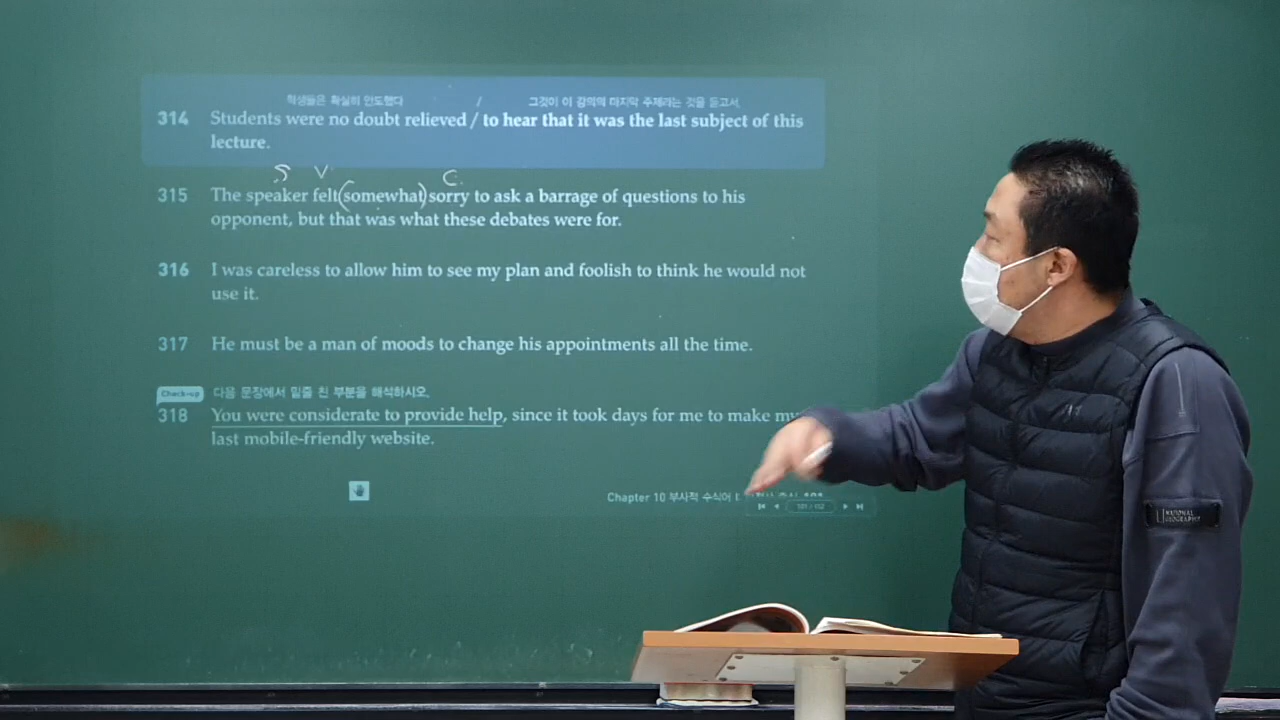 학생들은 확실히 안도했다 / 그것이 이 강의의 마지막 주제라는 것을 듣고서.
314 Students were no doubt relieved / to hear that it was the last subject of this
lecture.
S V C
315 The speaker felt (somewhat) sorry to ask a barrage of questions to his
opponent, but that was what these debates were for.
316 I was careless to allow him to see my plan and foolish to think he would not
use it.
317 He must be a man of moods to change his appointments all the time.
Check-up 다음 문장에서 밑줄 친 부분을 해석하시오.
318 You were considerate to provide help, since it took days for me to make my
last mobile-friendly website.
Chapter 10 부사적 수식어 I:
NATIONAL
GEOGRAPHIC